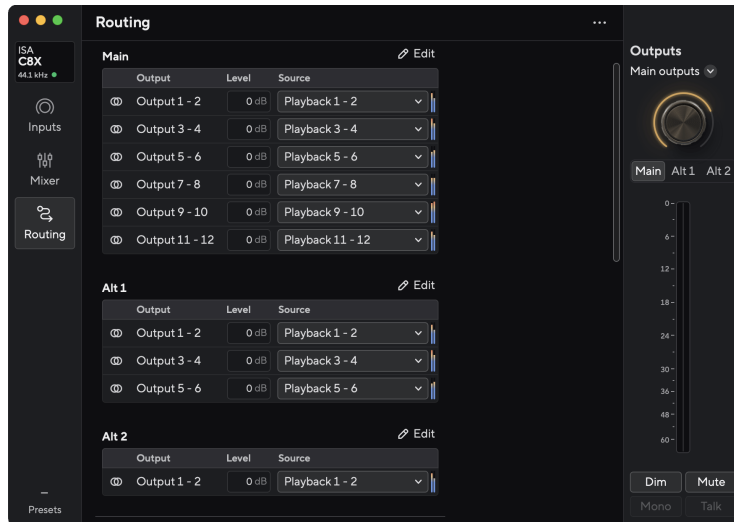 Routing
...
ISA
C8X
44.1 kHz
Inputs
Mixer
Routing
Presets
Main
Edit
Output Level Source
Output 1 - 2 0 dB Playback 1 - 2
Output 3 - 4 0 dB Playback 3 - 4
Output 5 - 6 0 dB Playback 5 - 6
Output 7 - 8 0 dB Playback 7 - 8
Output 9 - 10 0 dB Playback 9 - 10
Output 11 - 12 0 dB Playback 11 - 12
Alt 1
Edit
Output Level Source
Output 1 - 2 0 dB Playback 1 - 2
Output 3 - 4 0 dB Playback 3 - 4
Output 5 - 6 0 dB Playback 5 - 6
Alt 2
Edit
Output Level Source
Output 1 - 2 0 dB Playback 1 - 2
Outputs
Main outputs
Main Alt 1 Alt 2
0
6
12
18
24
30
36
48
60
Dim Mute
Mono Talk